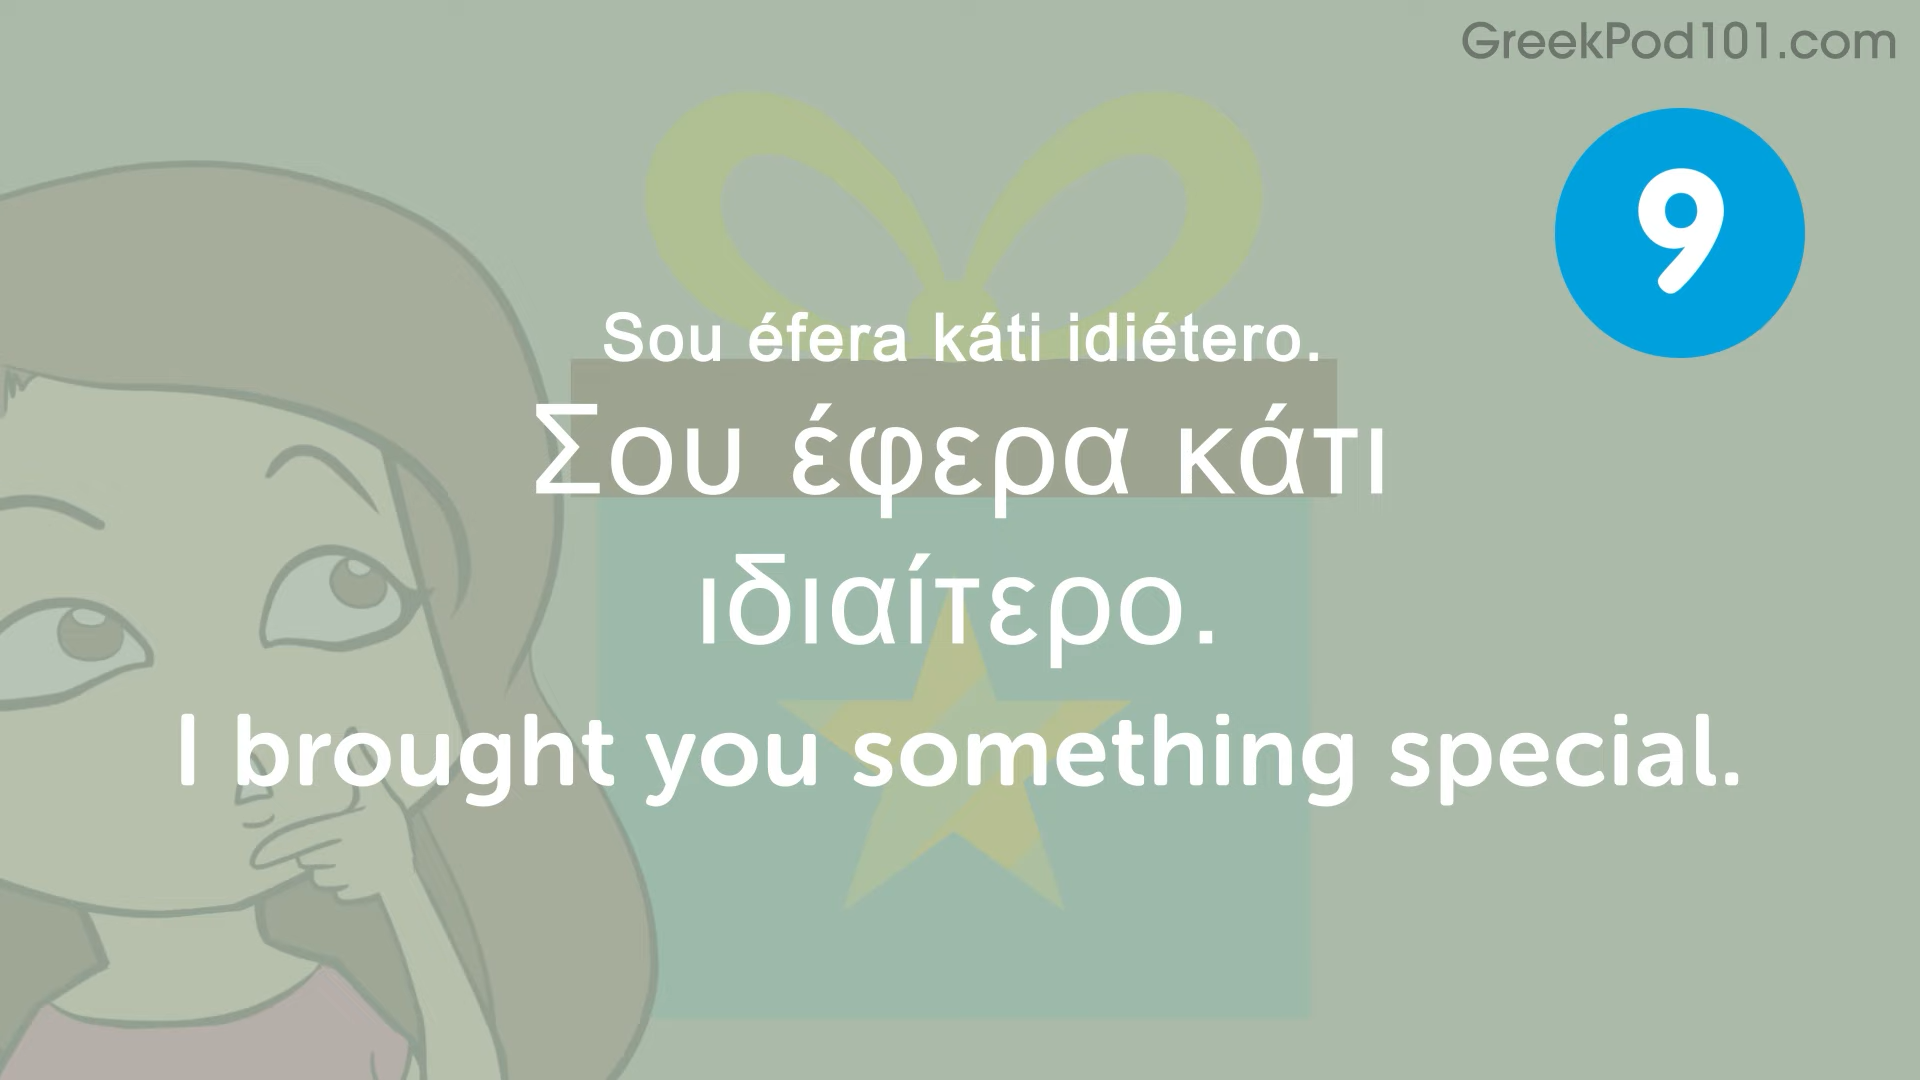 GreekPod101.com
9
Sou éfera káti idiétero.
Σου έφερα κάτι
ιδιαίτερο.
I brought you something special.